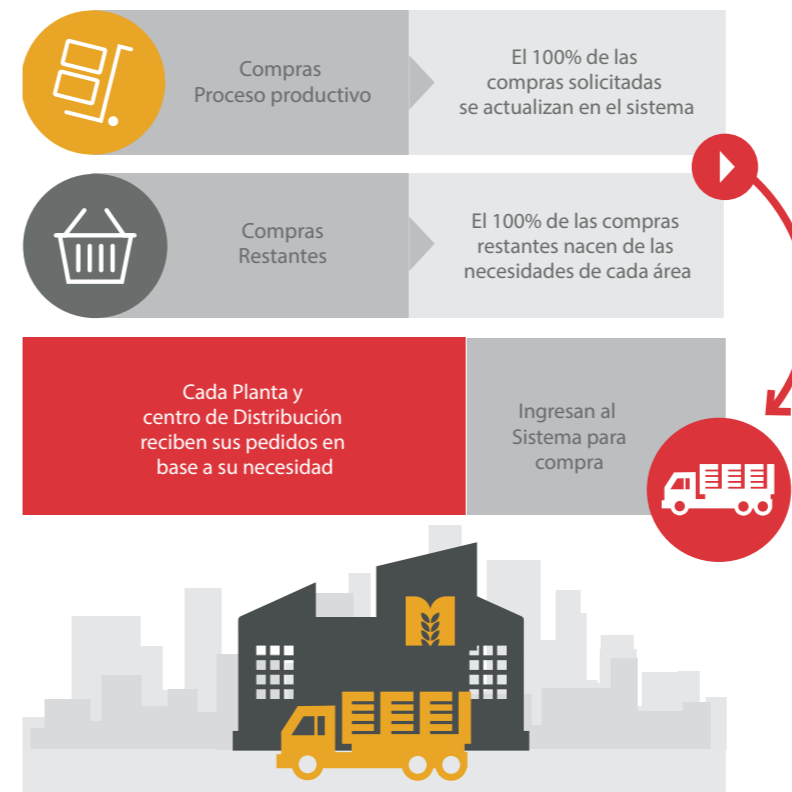 Compras
Proceso productivo
El 100% de las
compras solicitadas
se actualizan en el sistema
Compras
Restantes
El 100% de las compras
restantes nacen de las
necesidades de cada área
Cada Planta y
centro de Distribución
reciben sus pedidos en
base a su necesidad
Ingresan al
Sistema para
compra